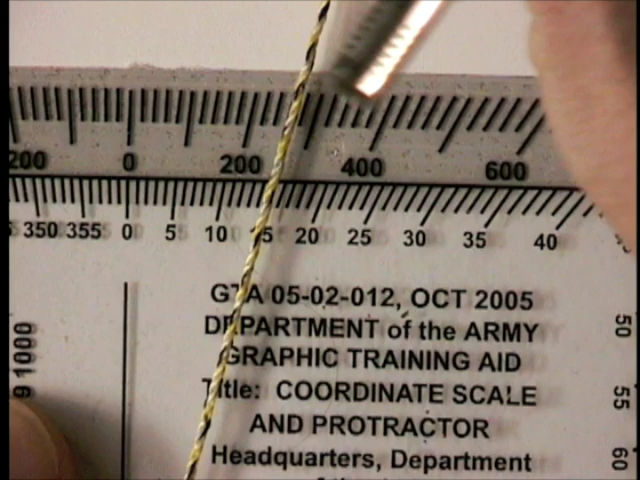 200 0 200 400 600
350 355 0 5 10 15 20 25 30 35 40
GTA 05-02-012, OCT 2005
DEPARTMENT of the ARMY
GRAPHIC TRAINING AID
Title: COORDINATE SCALE
AND PROTRACTOR
Headquarters, Department
9 1000
50
55
60